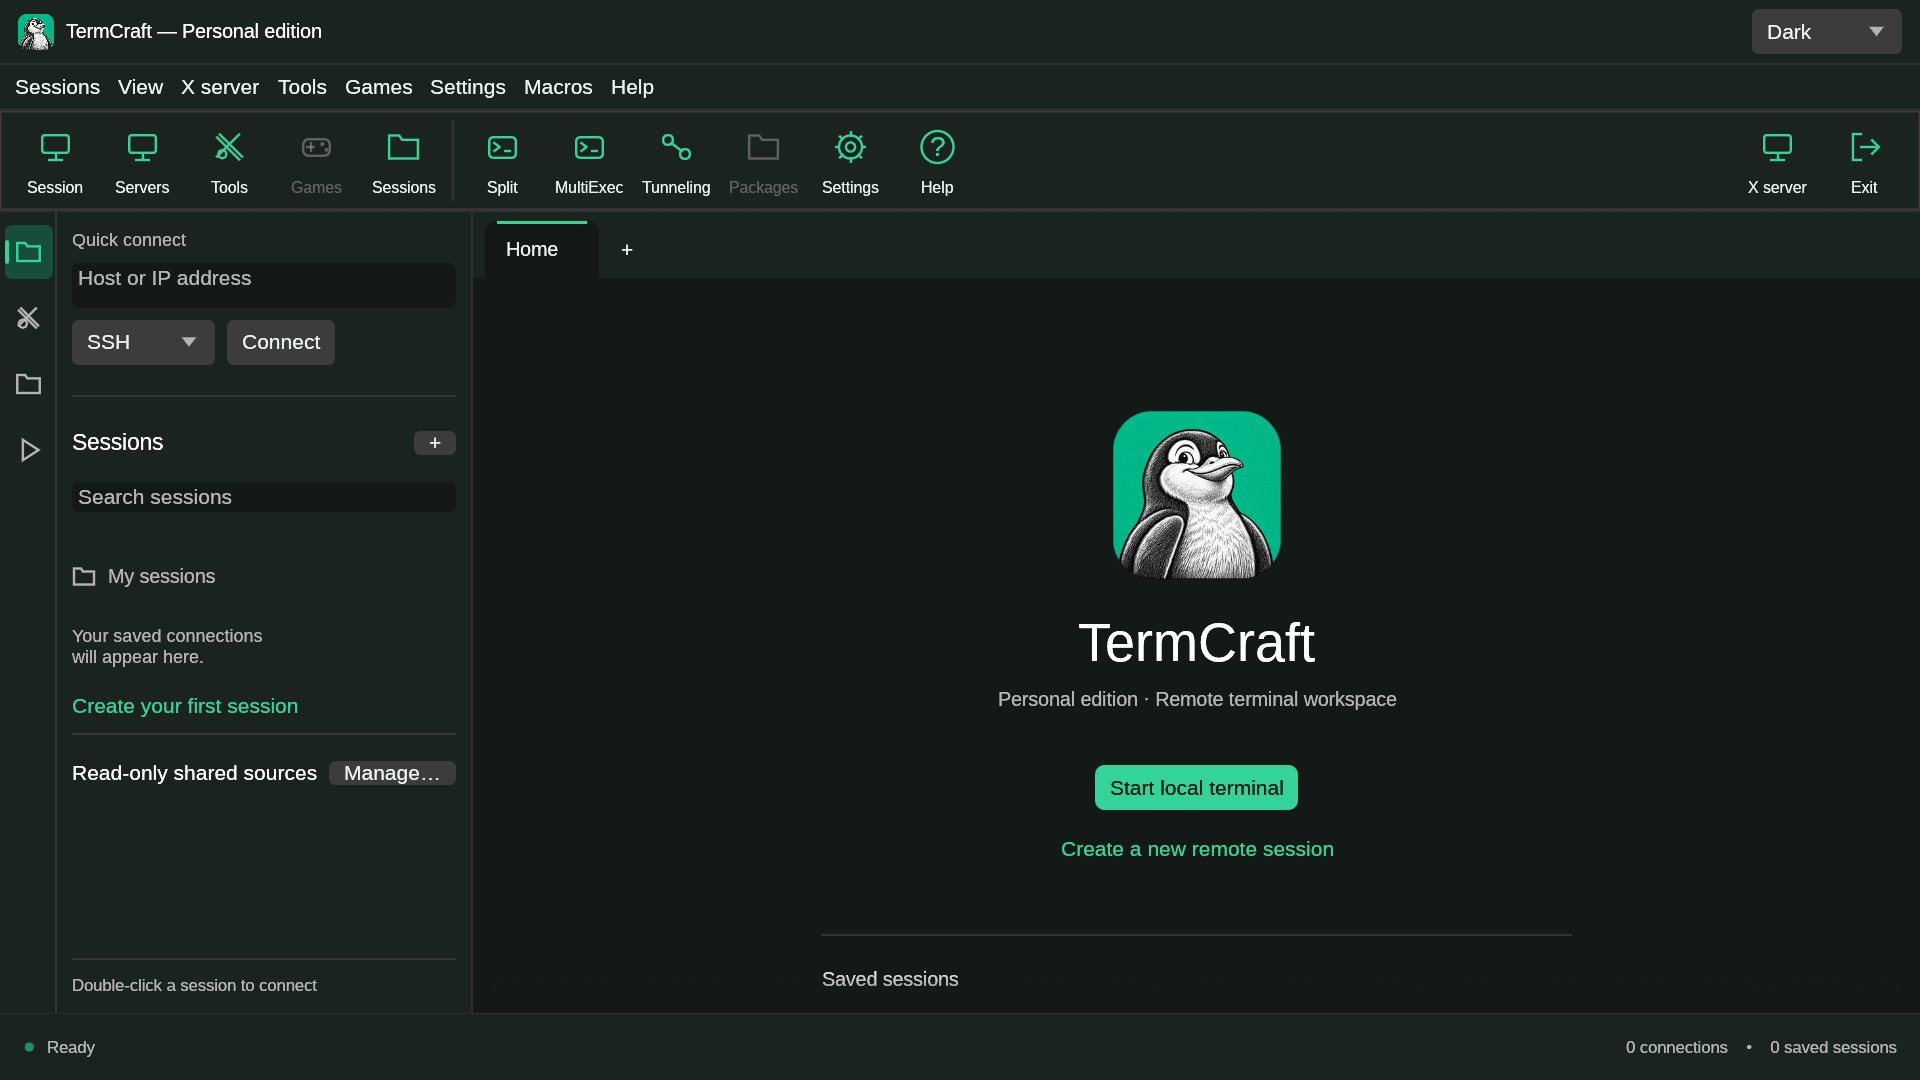 TermCraft — Personal edition
Dark
Sessions View X server Tools Games Settings Macros Help
Session Servers Tools Games Sessions Split MultiExec Tunneling Packages Settings Help X server Exit
Quick connect
Host or IP address
SSH
Connect
Sessions
+
Search sessions
My sessions
Your saved connections
will appear here.
Create your first session
Read-only shared sources
Manage…
Double-click a session to connect
Home
+
TermCraft
Personal edition · Remote terminal workspace
Start local terminal
Create a new remote session
Saved sessions
Ready
0 connections • 0 saved sessions